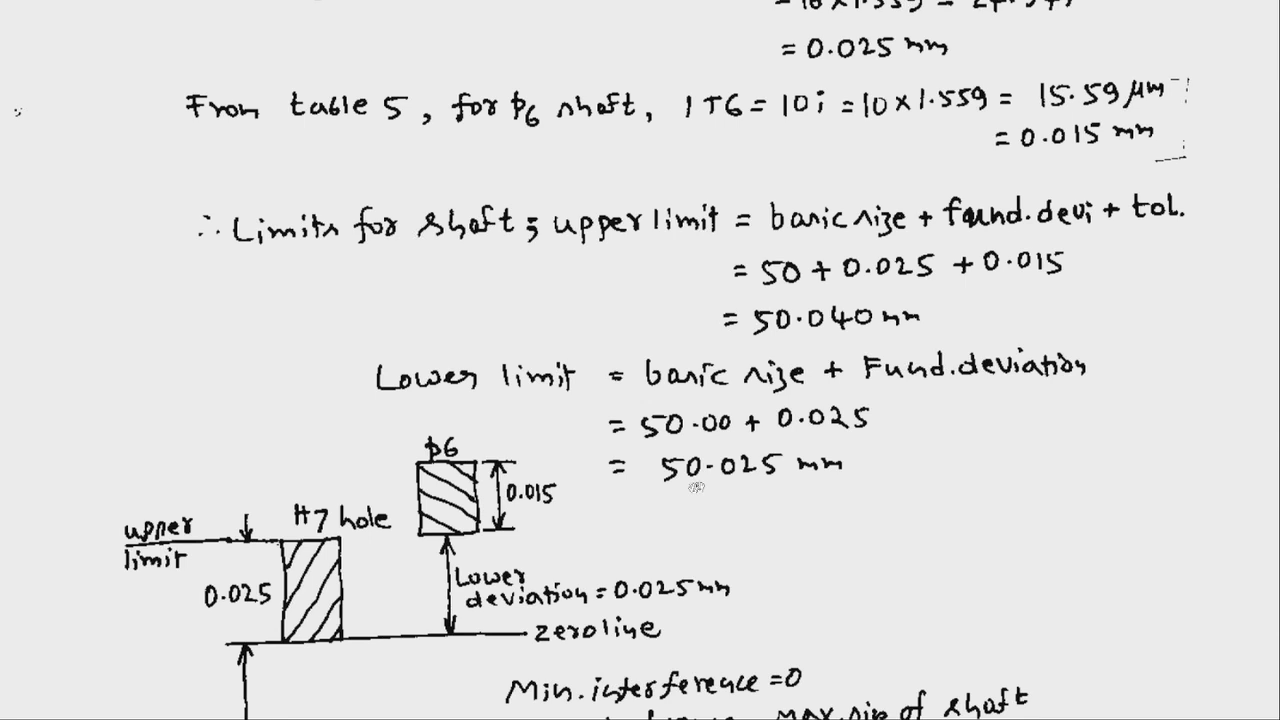 = 0.025 mm
From table 5, for p6 shaft, IT6 = 10i = 10 x 1.559 = 15.59 μm
= 0.015 mm
∴ Limits for shaft; upper limit = basic size + fund.devi + tol.
= 50 + 0.025 + 0.015
= 50.040 mm
Lower limit = basic size + Fund.deviation
= 50.00 + 0.025
= 50.025 mm
p6
0.015
H7 hole
upper
limit
0.025
Lower
deviation = 0.025 mm
zero line
Min. interference = 0
of shaft